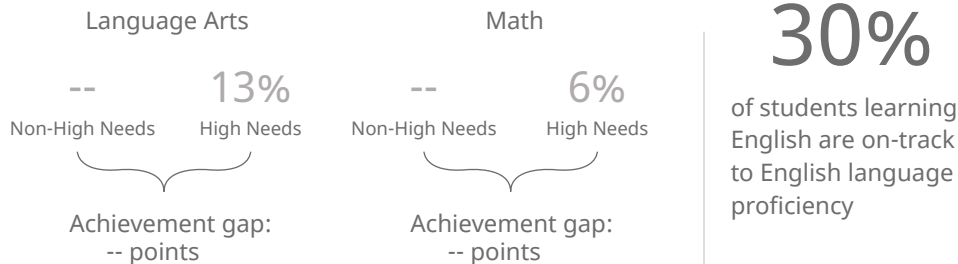 Language Arts
-- 13%
Non-High Needs High Needs
Achievement gap:
-- points
Math
-- 6%
Non-High Needs High Needs
Achievement gap:
-- points
30%
of students learning
English are on-track
to English language
proficiency